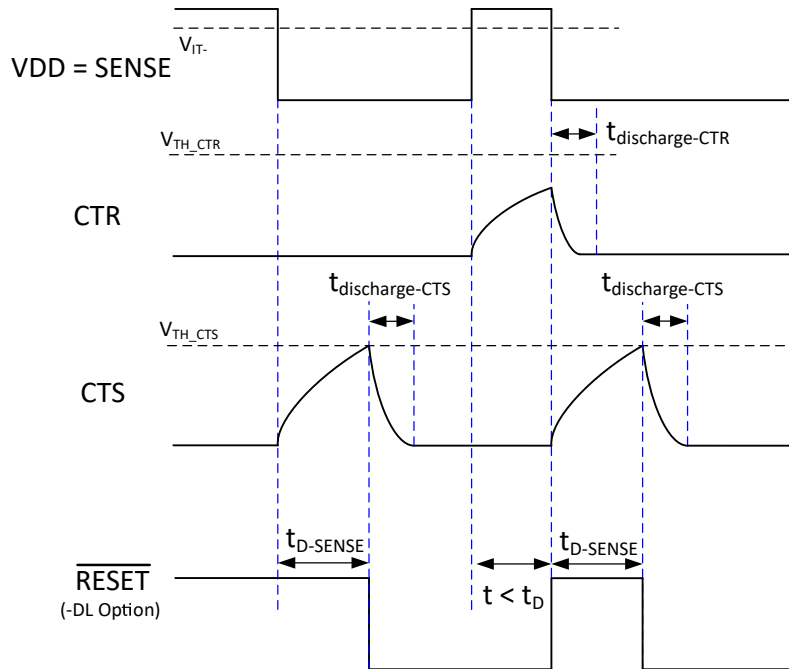 V_IT-
VDD = SENSE
V_TH_CTR
t_discharge-CTR
CTR
t_discharge-CTS
t_discharge-CTS
V_TH_CTS
CTS
t_D-SENSE
t_D-SENSE
RESET
(-DL Option)
t < t_D